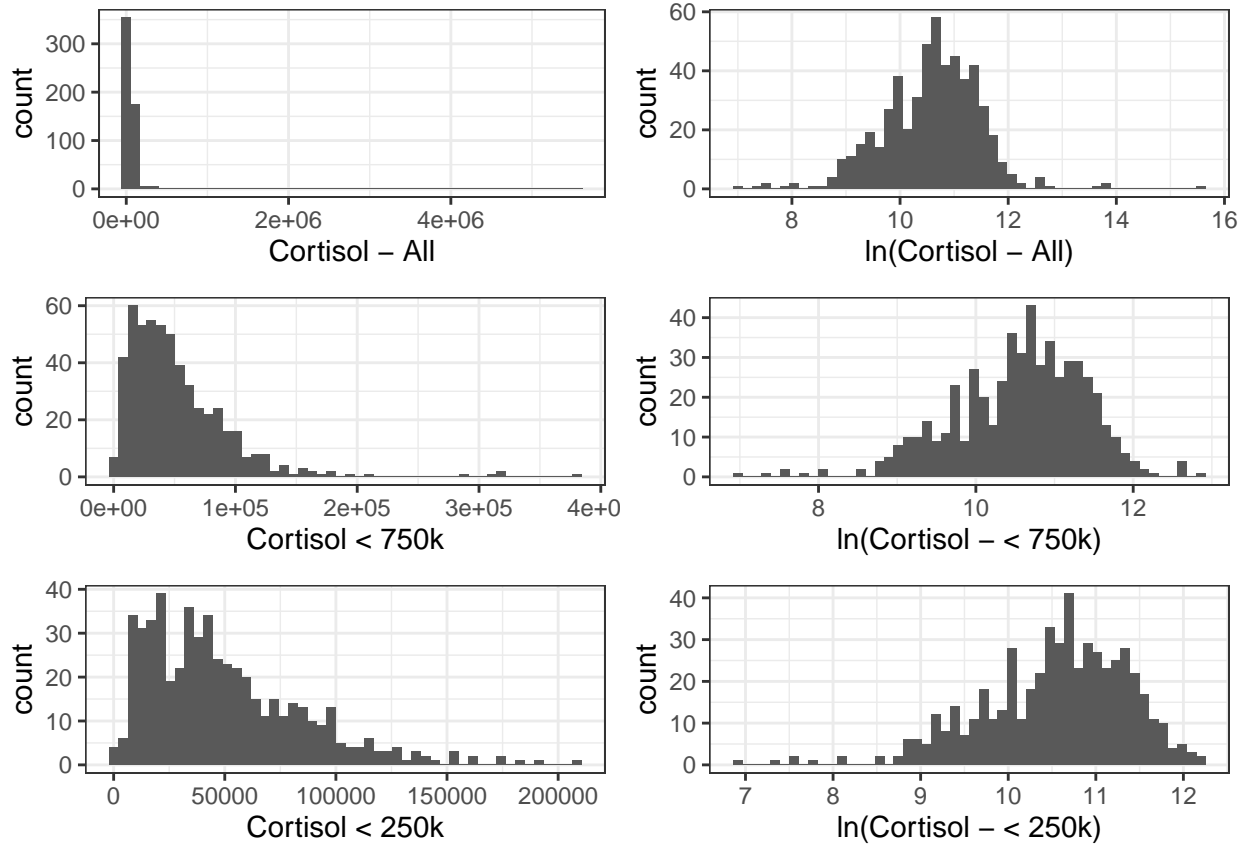 300
200
100
0
count
0e+00 2e+06 4e+06
Cortisol − All
60
40
20
0
count
8 10 12 14 16
ln(Cortisol − All)
60
40
20
0
count
0e+00 1e+05 2e+05 3e+05 4e+0
Cortisol < 750k
40
30
20
10
0
count
8 10 12
ln(Cortisol − < 750k)
40
30
20
10
0
count
0 50000 100000 150000 200000
Cortisol < 250k
40
30
20
10
0
count
7 8 9 10 11 12
ln(Cortisol − < 250k)